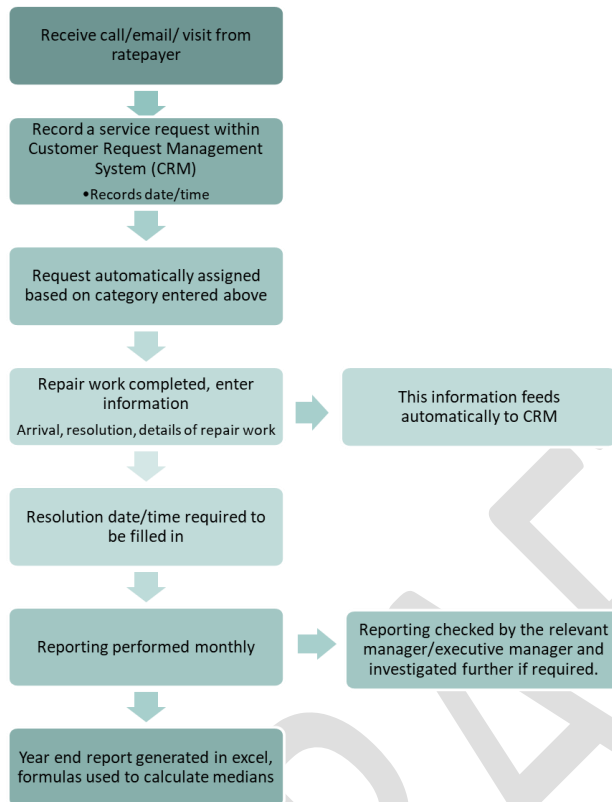 Receive call/email/ visit from
ratepayer
Record a service request within
Customer Request Management
System (CRM)
•Records date/time
Request automatically assigned
based on category entered above
Repair work completed, enter
information
Arrival, resolution, details of repair work
This information feeds
automatically to CRM
Resolution date/time required to
be filled in
Reporting performed monthly
Reporting checked by the relevant
manager/executive manager and
investigated further if required.
Year end report generated in excel,
formulas used to calculate medians